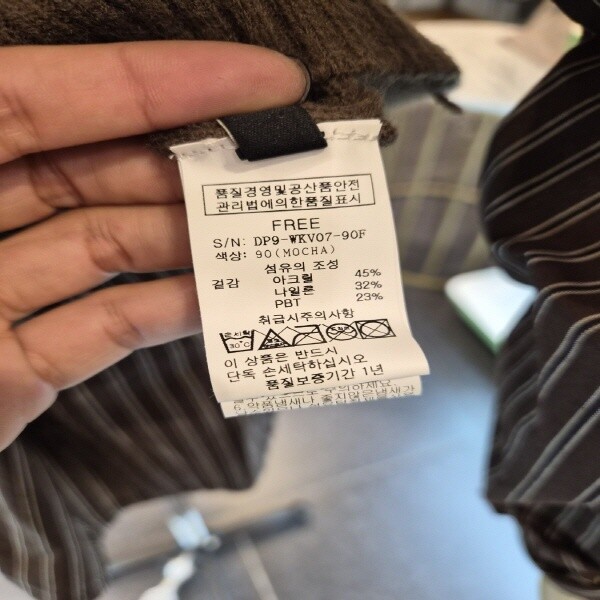 품질경영및공산품안전
관리법에의한품질표시
FREE
S/N: DP9-WKV07-90F
색상: 90(MOCHA)
섬유의 조성
겉감 아크릴 45%
나일론 32%
PBT 23%
취급시주의사항
손세탁
30°C
이 상품은 반드시
단독 손세탁하십시오
품질보증기간 1년